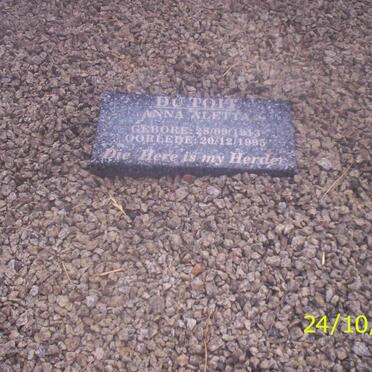 DU TOIT
ANNA ALETTA
GEBORE: 28/09/1913
OORLEDE: 20/12/1995
Die Here is my Herder
24/10/